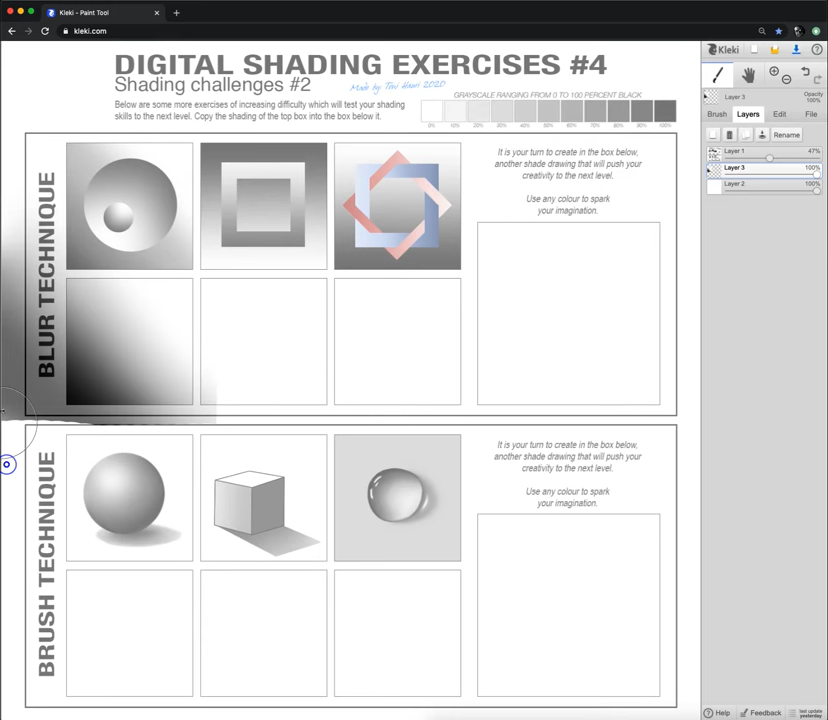 Kleki - Paint Tool
kleki.com
Kleki
Layer 3
Opacity
100%
Brush
Layers
Edit
File
Rename
Layer 1
47%
Layer 3
100%
Layer 2
100%
DIGITAL SHADING EXERCISES #4
Shading challenges #2
Below are some more exercises of increasing difficulty which will test your shading
skills to the next level. Copy the shading of the top box into the box below it.
GRAYSCALE RANGING FROM 0 TO 100 PERCENT BLACK
0%
10%
20%
30%
40%
50%
60%
70%
80%
90%
100%
BLUR TECHNIQUE
It is your turn to create in the box below,
another shade drawing that will push your
creativity to the next level.
Use any colour to spark
your imagination.
BRUSH TECHNIQUE
It is your turn to create in the box below,
another shade drawing that will push your
creativity to the next level.
Use any colour to spark
your imagination.
Help
Feedback
last update
yesterday